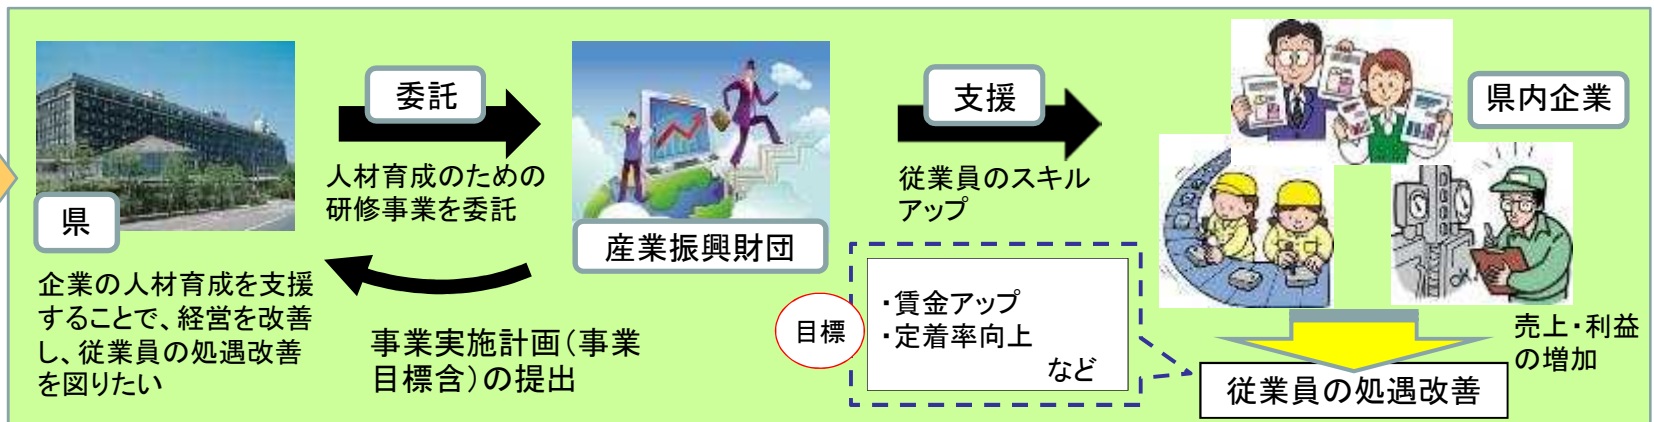 県
企業の人材育成を支援
することで、経営を改善
し、従業員の処遇改善
を図りたい
委託
人材育成のための
研修事業を委託
事業実施計画(事業
目標含)の提出
産業振興財団
支援
従業員のスキル
アップ
目標
・賃金アップ
・定着率向上
など
県内企業
売上・利益
の増加
従業員の処遇改善